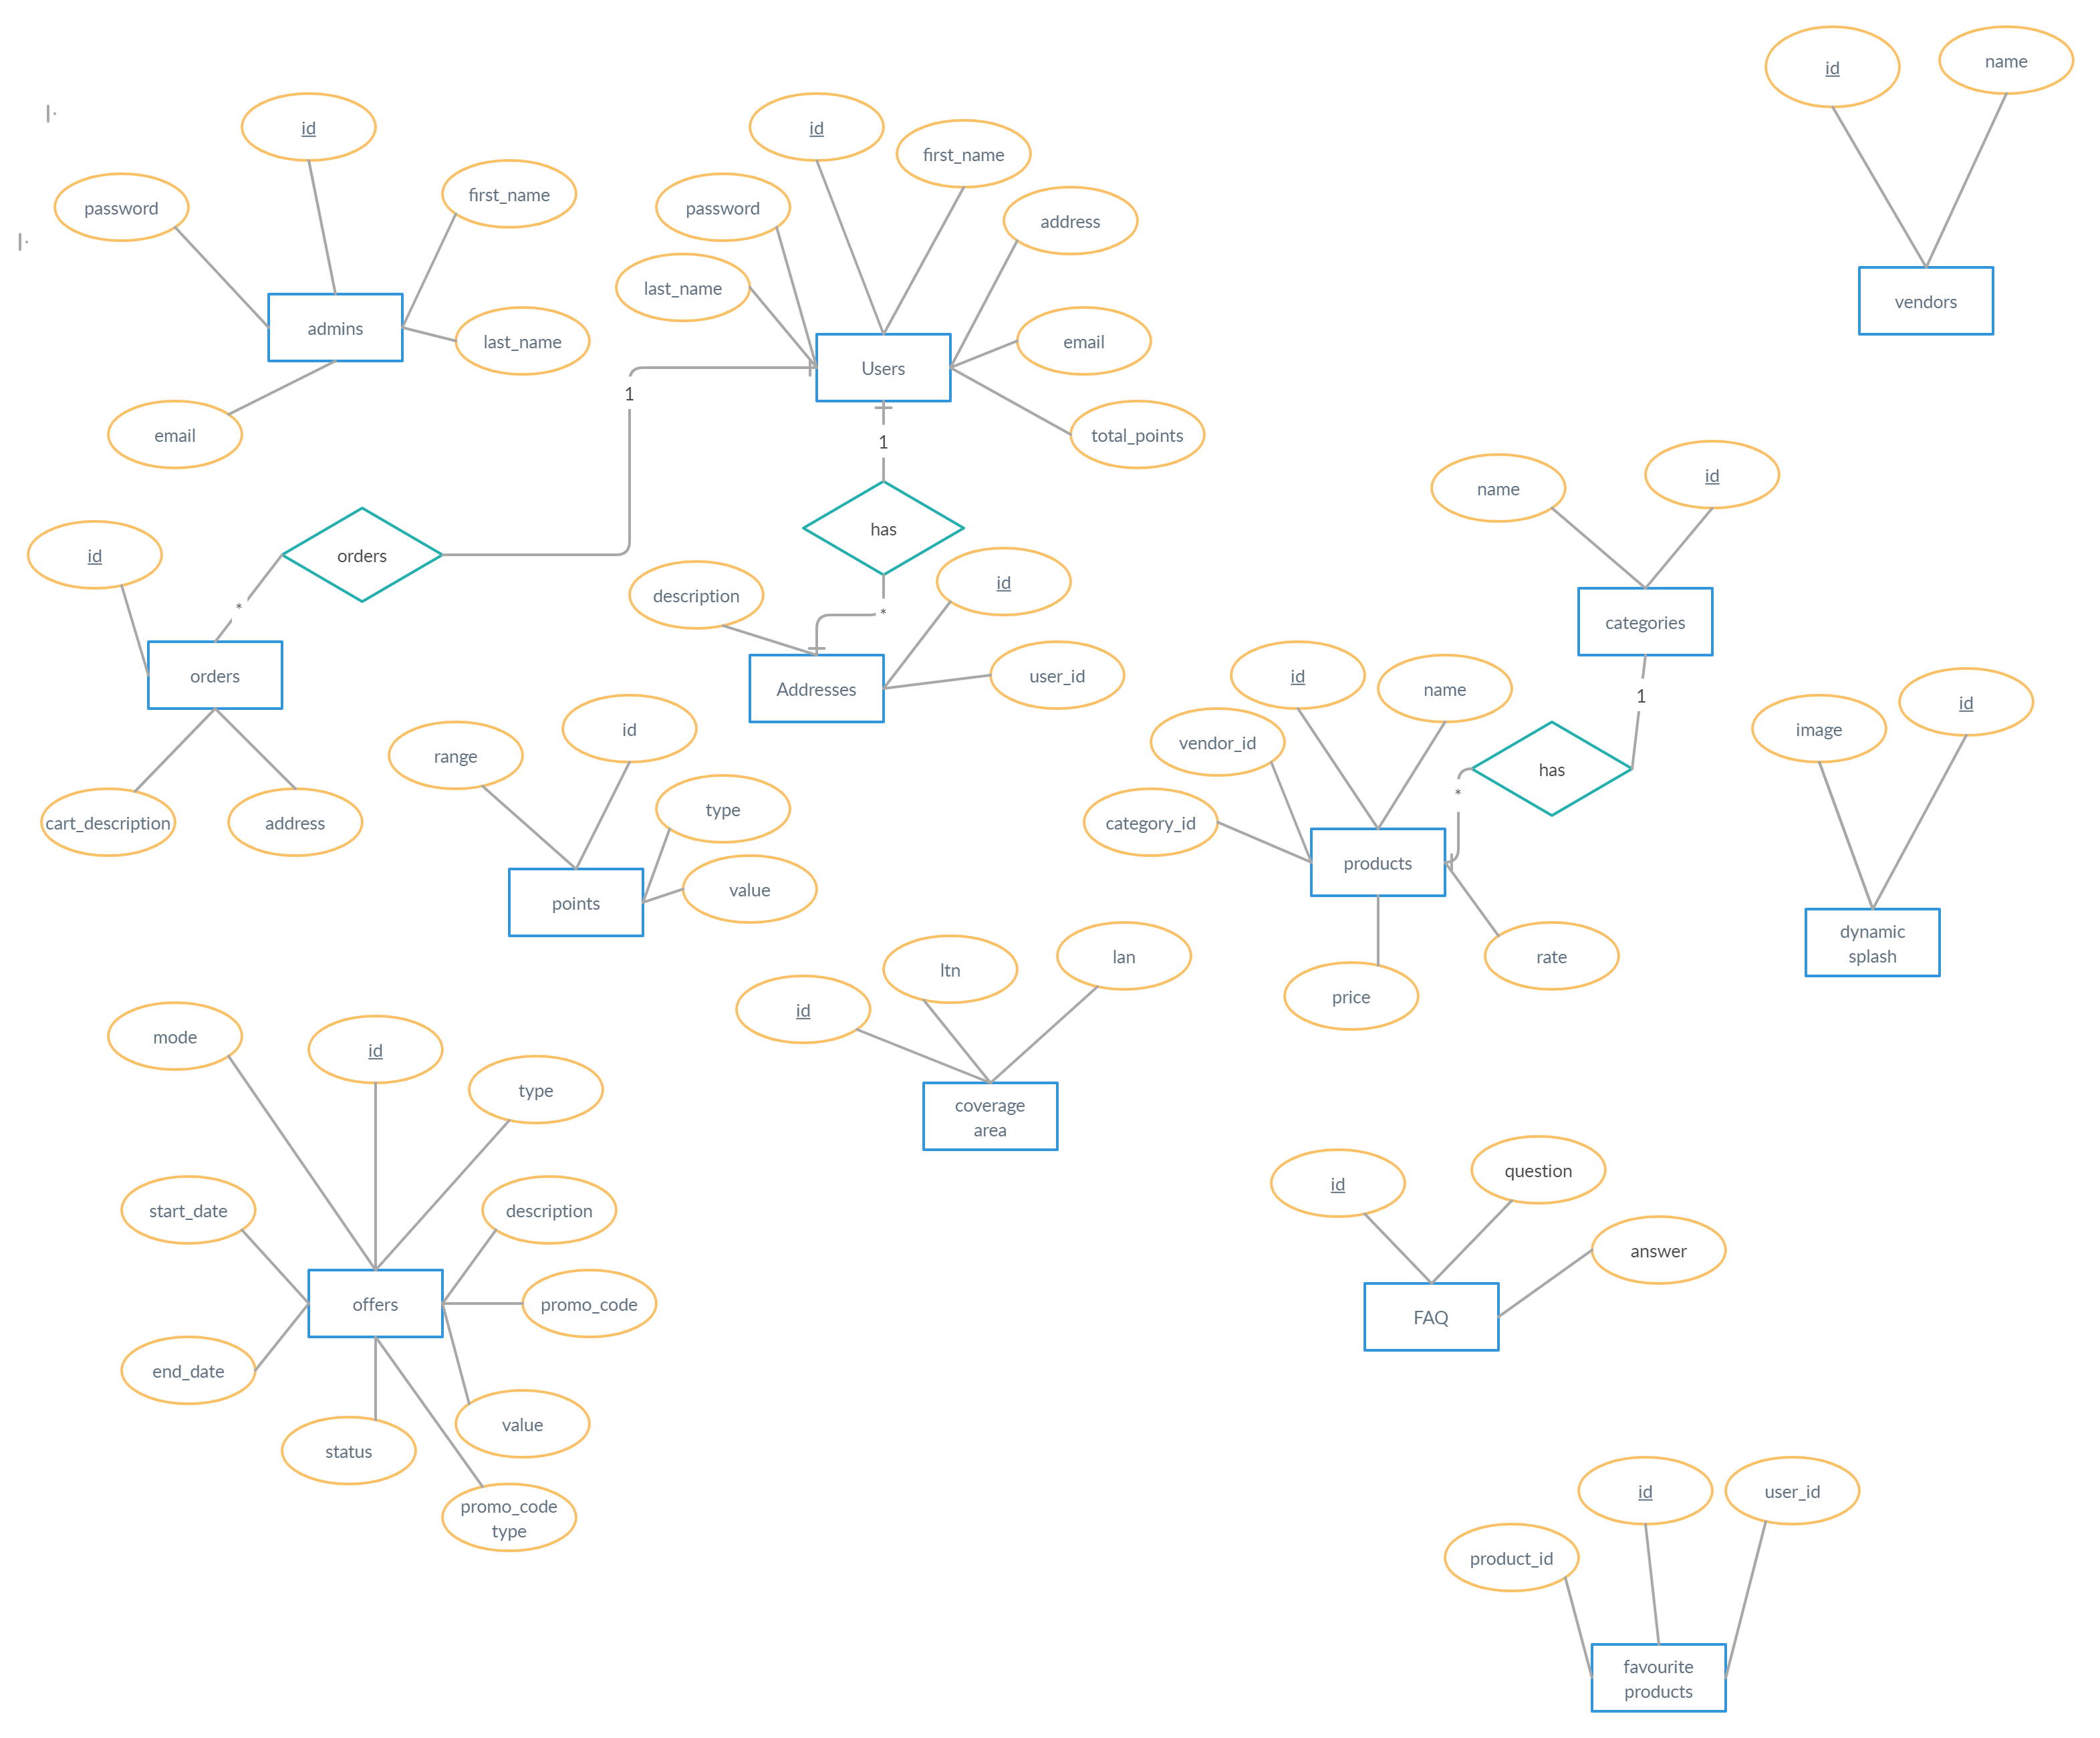 id
password
first_name
admins
last_name
email
id
first_name
password
address
last_name
email
Users
total_points
1
1
has
*
orders
*
id
orders
cart_description
address
description
id
user_id
Addresses
range
id
type
value
points
id
name
vendors
name
id
categories
1
has
*
id
name
vendor_id
category_id
products
price
rate
image
id
dynamic
splash
id
ltn
lan
coverage
area
mode
id
type
start_date
description
offers
promo_code
end_date
value
status
promo_code
type
id
question
answer
FAQ
id
user_id
product_id
favourite
products